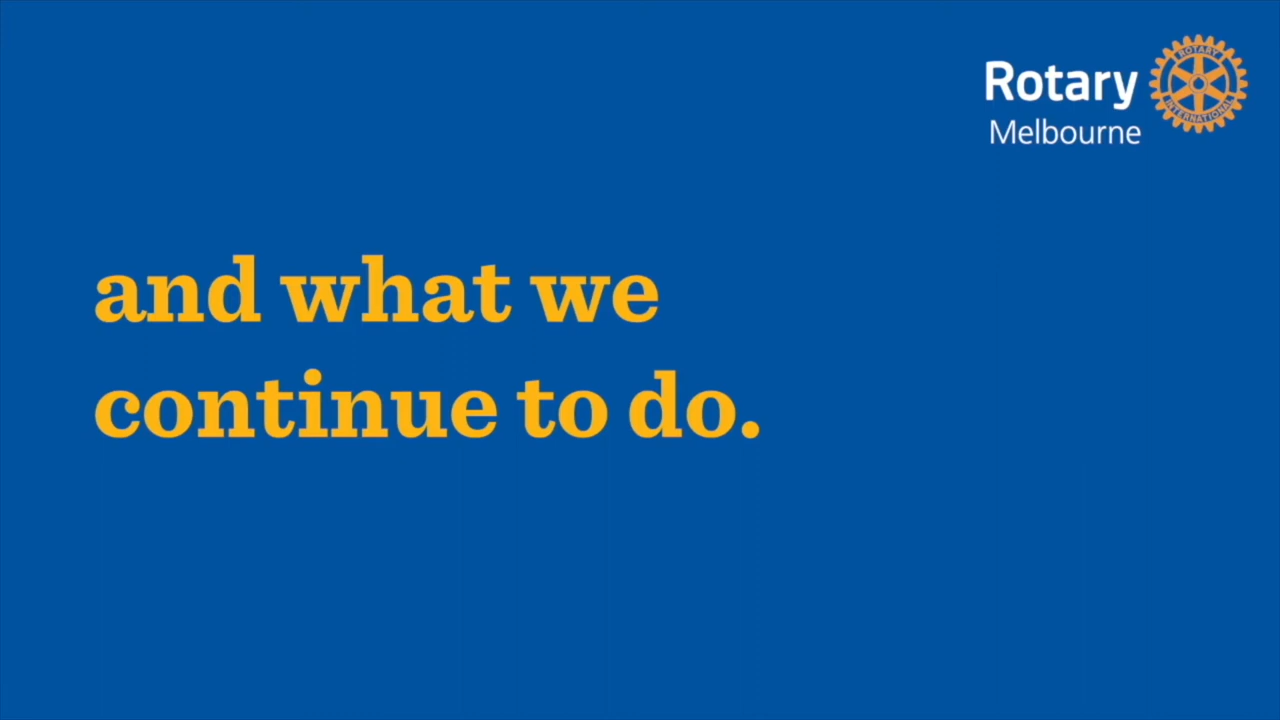 Rotary
Melbourne
ROTARY
INTERNATIONAL
and what we
continue to do.